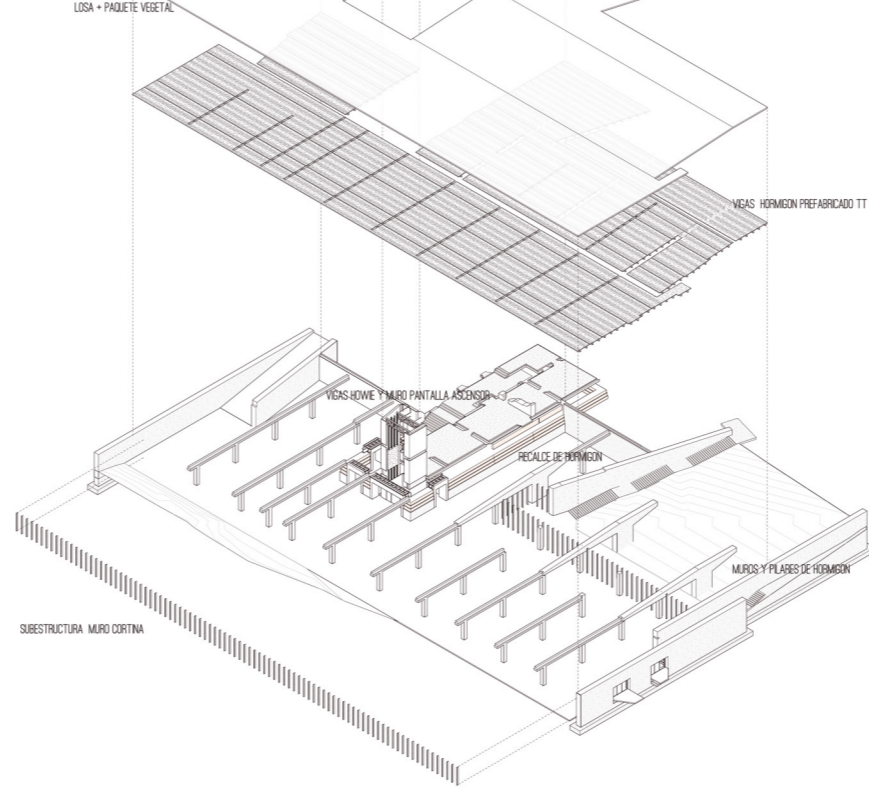 LOSA + PAQUETE VEGETAL
VIGAS HORMIGON PREFABRICADO TT
VIGAS HOWIE Y MURO PANTALLA ASCENSOR
RECALCE DE HORMIGON
MUROS Y PILARES DE HORMIGON
SUBESTRUCTURA MURO CORTINA